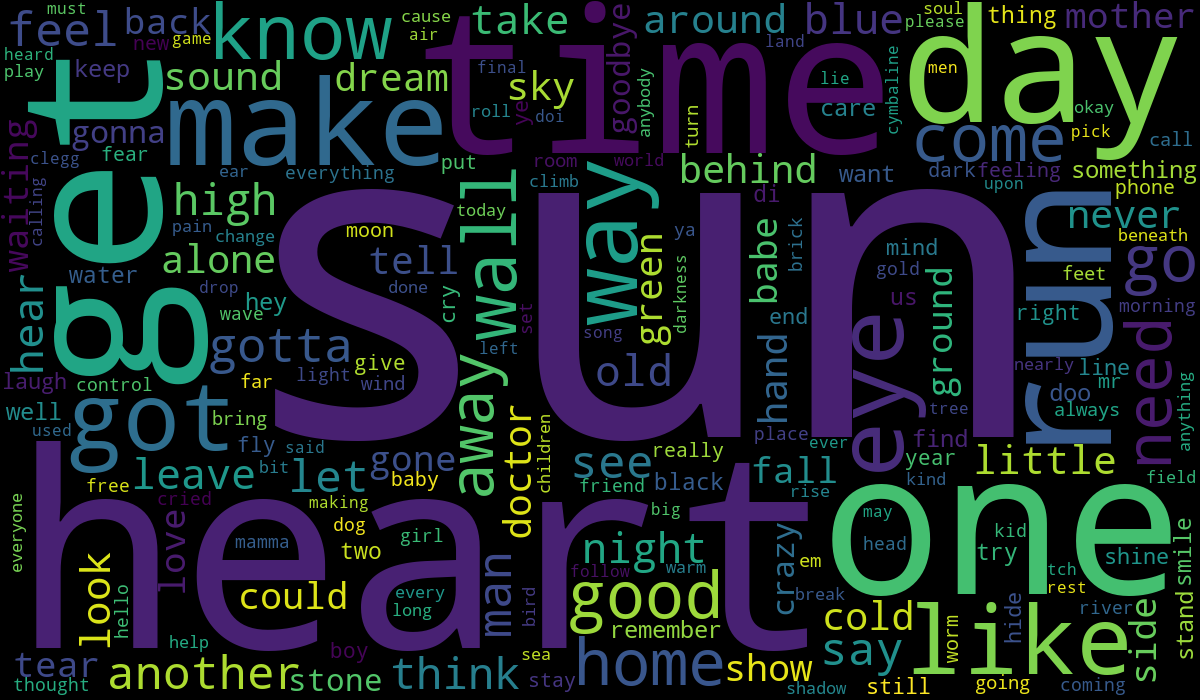 must
feel
back
new
game
know
cause
air
take
goodbye
around
land
blue
soul
please
thing
mother
heard
play
keep
sound
dream
time
final
sky
roll
ye
doi
anybody
lie
care
cymbaline
day
men
okay
get
make
gonna
clegg
fear
ear
everything
put
room
world
turn
come
pick
call
waiting
calling
high
pain
change
alone
water
drop
wave
hey
hear
moon
tell
done
today
cry
wall
climb
behind
want
dark
feeling
upon
something
phone
never
beneath
way
green
ya
di
babe
brick
darkness
mind
gold
us
ground
run
go
feet
morning
right
sun
set
song
left
end
gotta
give
light
wind
far
bring
laugh
control
well
used
got
away
old
hand
eye
tree
nearly
line
mr
doo
always
need
anything
fly
said
bit
gone
baby
leave
let
free
cried
making
doctor
children
place
ever
find
year
kind
little
field
everyone
heart
see
really
friend
black
big
fall
rise
one
may
head
kid
try
shine
tch
rest
look
love
mamma
dog
two
girl
hello
could
every
long
man
bird
night
follow
warm
good
remember
crazy
em
break
cold
like
worm
hide
river
side
stand
smile
help
boy
tear
thought
another
stone
think
sea
stay
home
show
shadow
say
still
going
coming